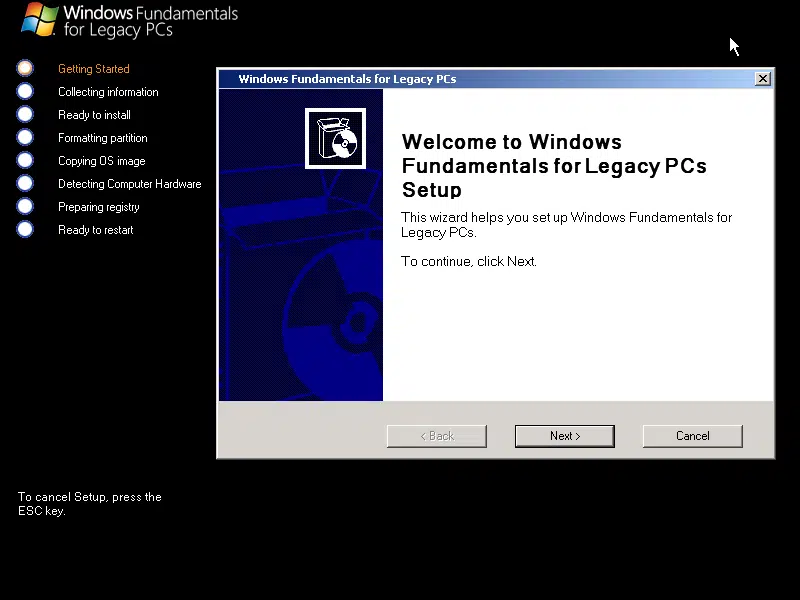 Windows Fundamentals
for Legacy PCs
Getting Started
Collecting information
Ready to install
Formatting partition
Copying OS image
Detecting Computer Hardware
Preparing registry
Ready to restart
To cancel Setup, press the
ESC key.
Windows Fundamentals for Legacy PCs
Welcome to Windows
Fundamentals for Legacy PCs
Setup
This wizard helps you set up Windows Fundamentals for
Legacy PCs.
To continue, click Next.
< Back
Next >
Cancel